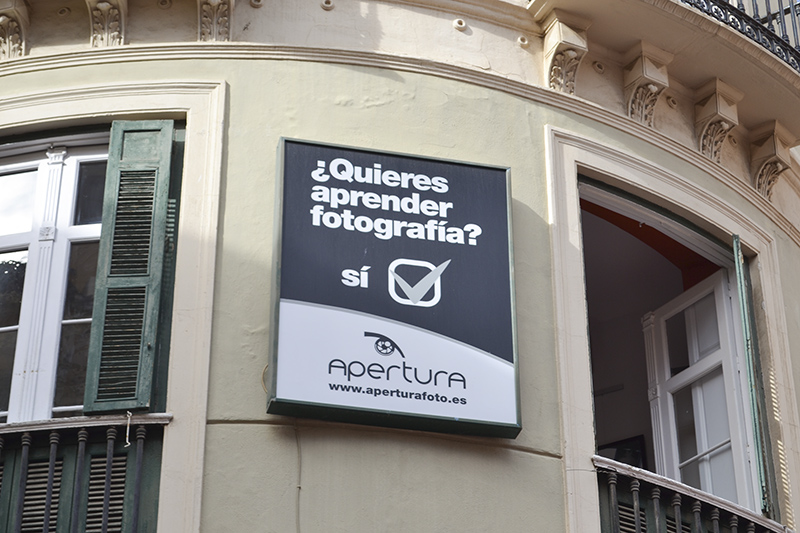 ¿Quieres
aprender
fotografía?
sí
Apertura
www.aperturafoto.es